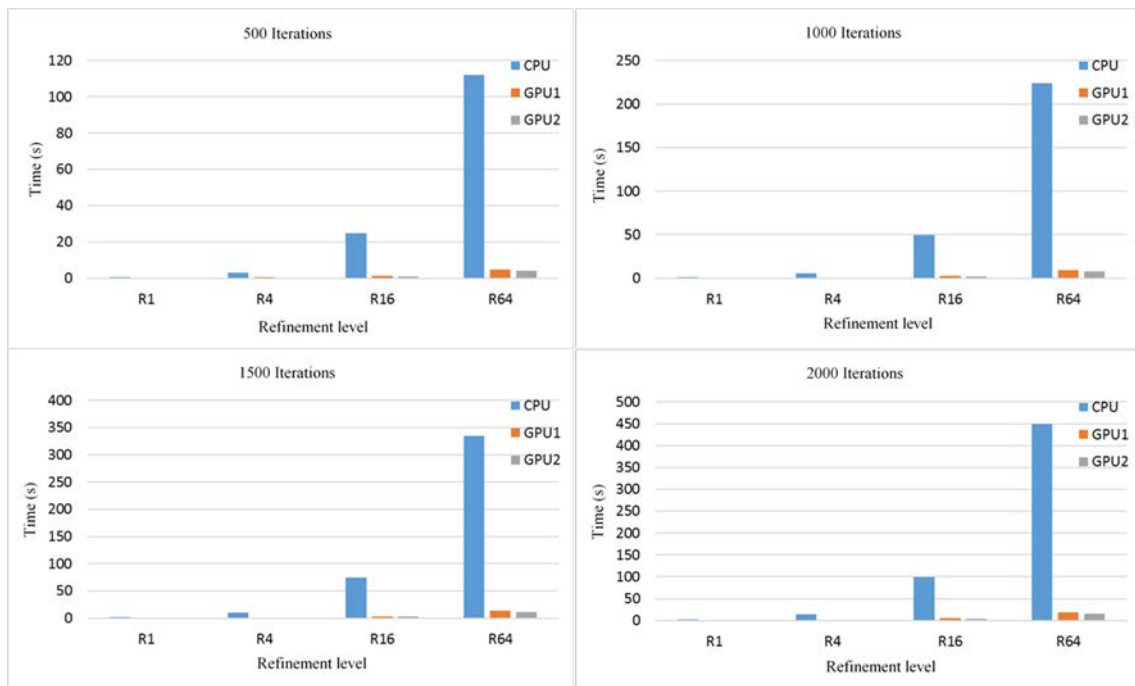 500 Iterations
120
100
80
60
40
20
0
Time (s)
CPU
GPU1
GPU2
R1 R4 R16 R64
Refinement level
1000 Iterations
250
200
150
100
50
0
Time (s)
CPU
GPU1
GPU2
R1 R4 R16 R64
Refinement level
1500 Iterations
400
350
300
250
200
150
100
50
0
Time (s)
CPU
GPU1
GPU2
R1 R4 R16 R64
Refinement level
2000 Iterations
500
450
400
350
300
250
200
150
100
50
0
Time (s)
CPU
GPU1
GPU2
R1 R4 R16 R64
Refinement level